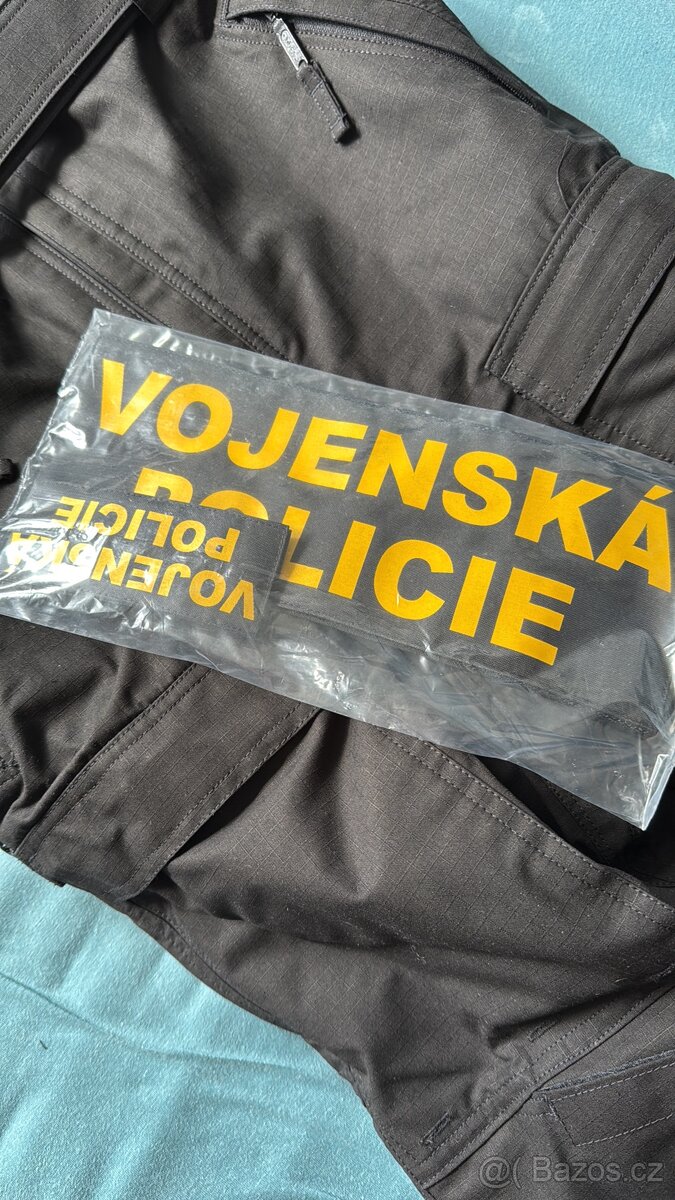 VOJENSKÁ
POLICIE
VOJENSKÁ
POLICIE
@( Bazos.cz